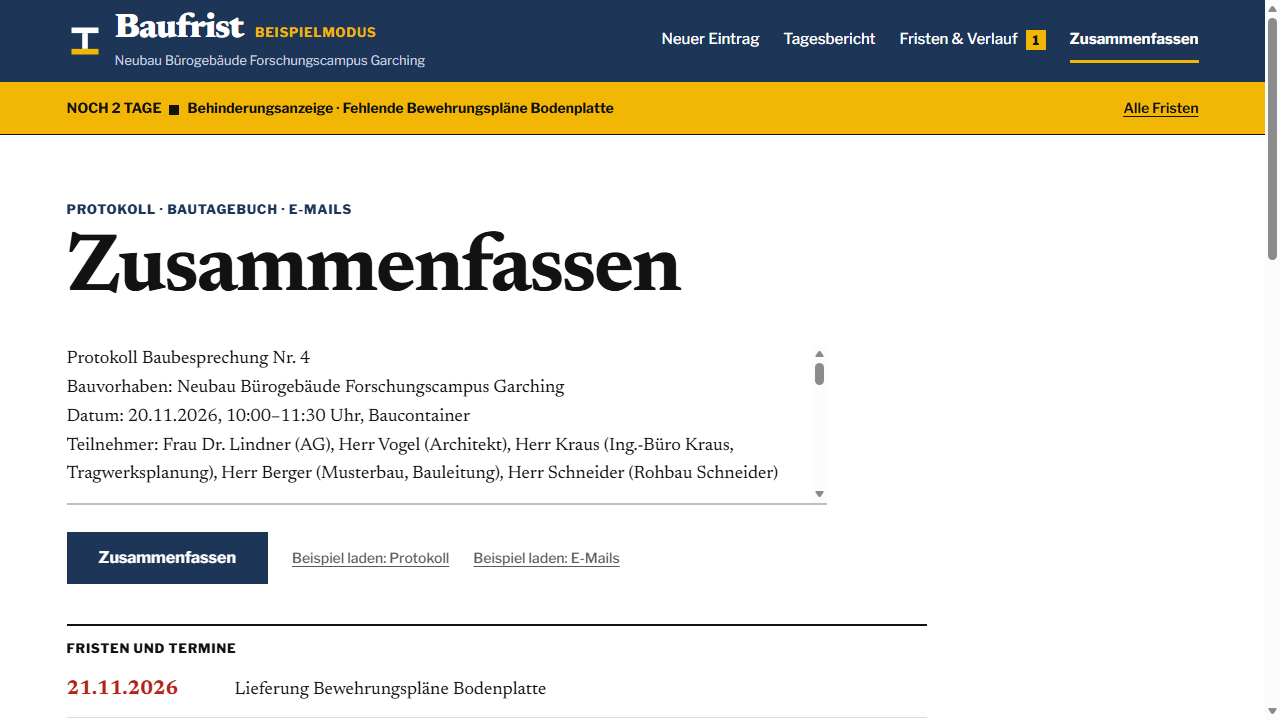 Baufrist BEISPIELMODUS
Neubau Bürogebäude Forschungscampus Garching
Neuer Eintrag Tagesbericht Fristen & Verlauf 1 Zusammenfassen
NOCH 2 TAGE ■ Behinderungsanzeige · Fehlende Bewehrungspläne Bodenplatte Alle Fristen
PROTOKOLL · BAUTAGEBUCH · E-MAILS
Zusammenfassen
Protokoll Baubesprechung Nr. 4
Bauvorhaben: Neubau Bürogebäude Forschungscampus Garching
Datum: 20.11.2026, 10:00–11:30 Uhr, Baucontainer
Teilnehmer: Frau Dr. Lindner (AG), Herr Vogel (Architekt), Herr Kraus (Ing.-Büro Kraus,
Tragwerksplanung), Herr Berger (Musterbau, Bauleitung), Herr Schneider (Rohbau Schneider)
Zusammenfassen Beispiel laden: Protokoll Beispiel laden: E-Mails
FRISTEN UND TERMINE
21.11.2026 Lieferung Bewehrungspläne Bodenplatte